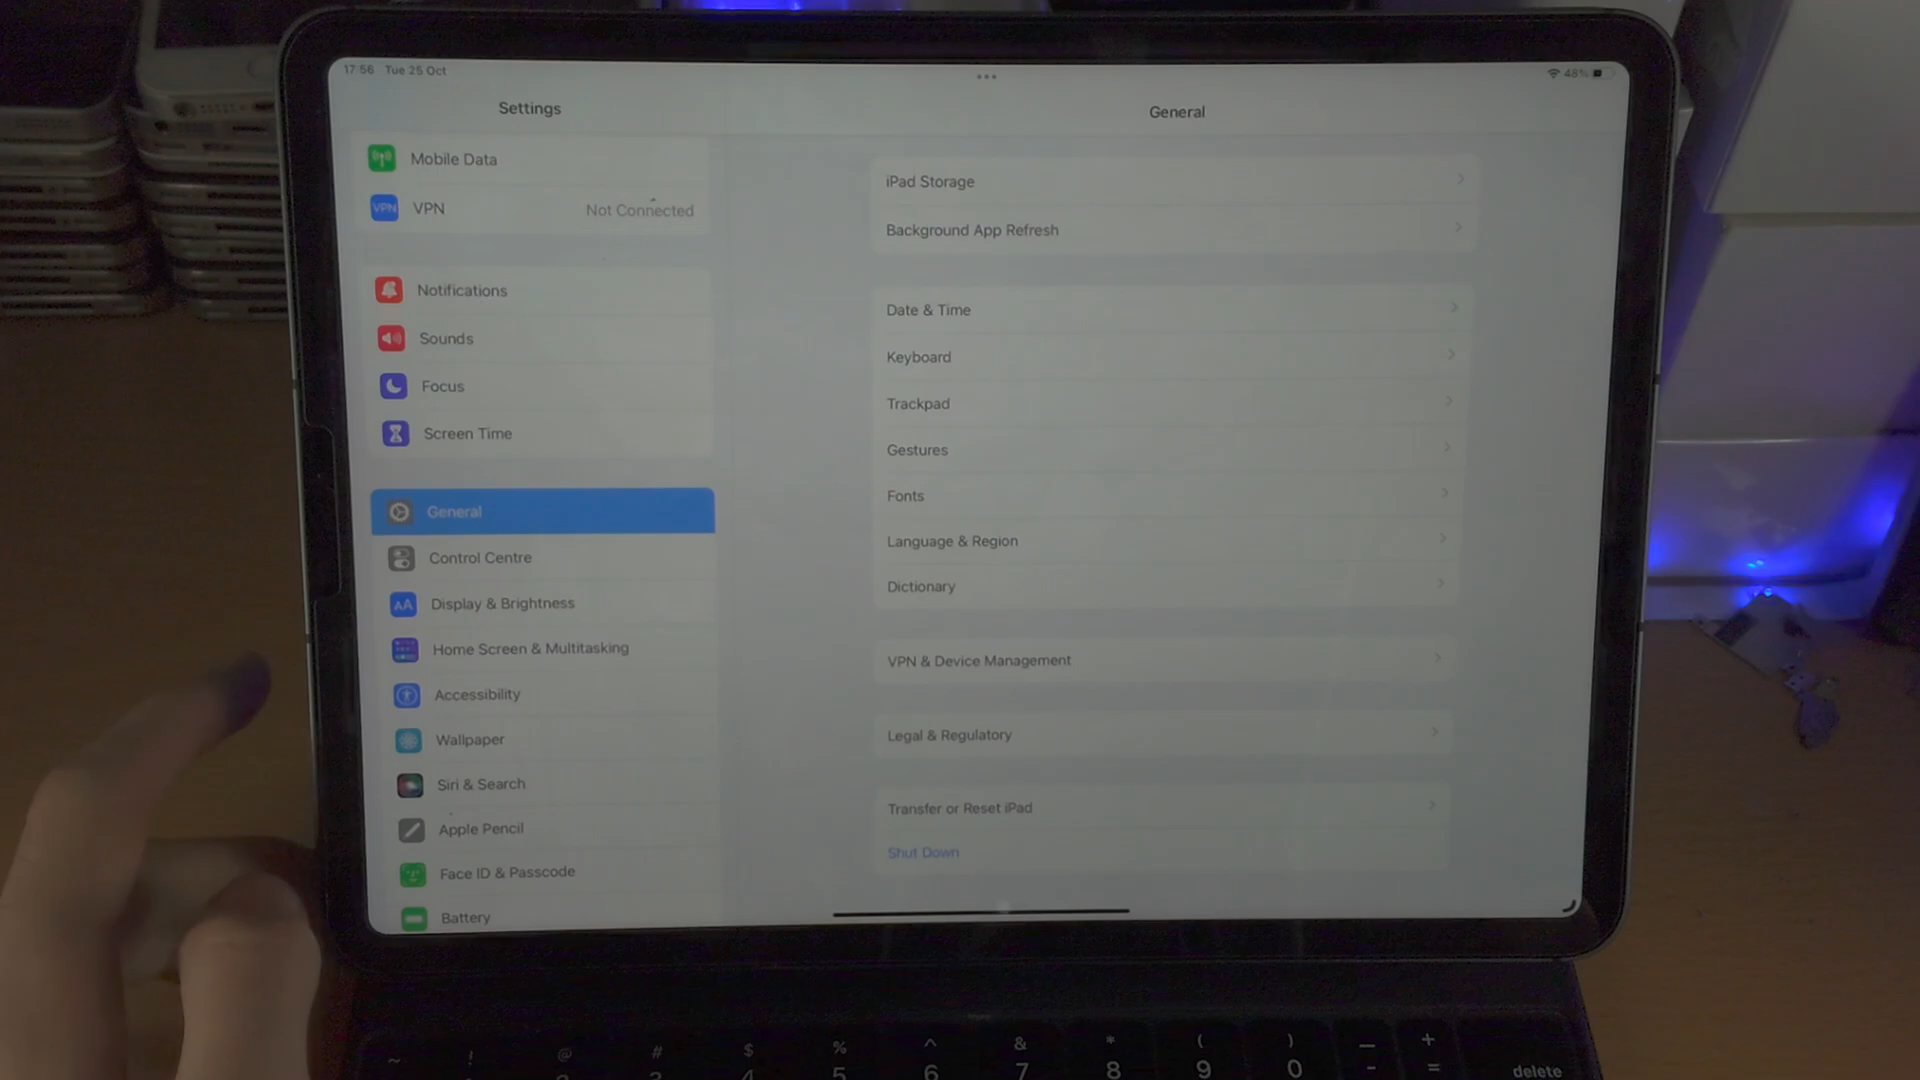 17:56 Tue 25 Oct
48%
Settings
General
Mobile Data
VPN
VPN Not Connected
Notifications
Sounds
Focus
Screen Time
General
Control Centre
AA Display & Brightness
Home Screen & Multitasking
Accessibility
Wallpaper
Siri & Search
Apple Pencil
Face ID & Passcode
Battery
iPad Storage
Background App Refresh
Date & Time
Keyboard
Trackpad
Gestures
Fonts
Language & Region
Dictionary
VPN & Device Management
Legal & Regulatory
Transfer or Reset iPad
Shut Down
~ ! @ # $ % ^ & * ( ) — +
5 6 7 8 9 0 - = delete